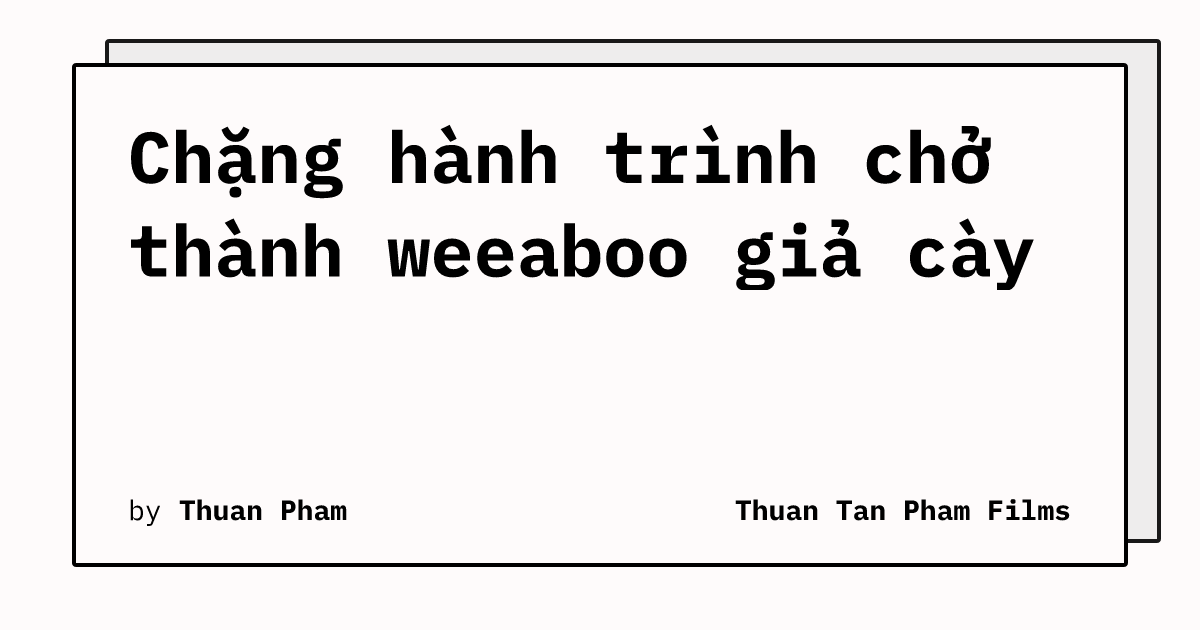 Chặng hành trình chở
thành weeaboo giả cày
by Thuan Pham
Thuan Tan Pham Films